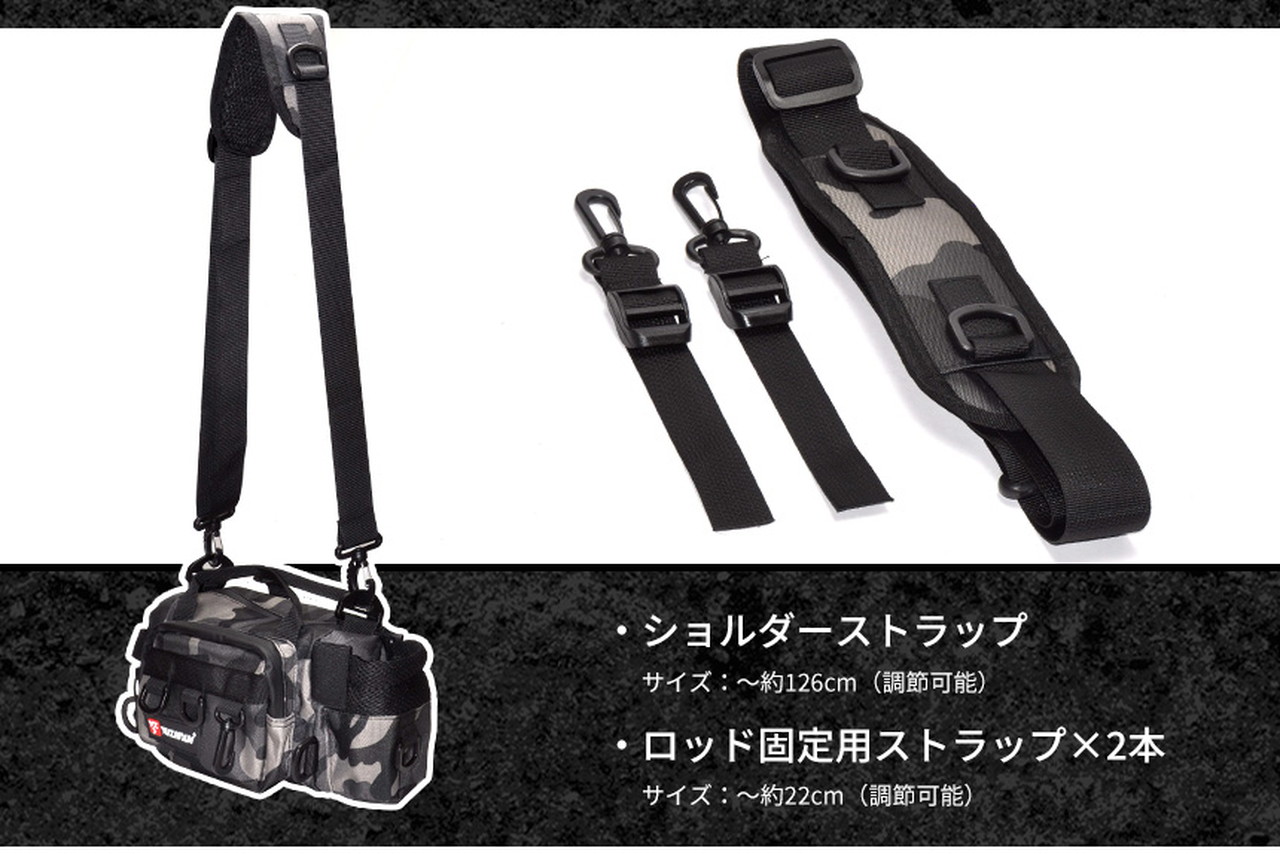 ・ショルダーストラップ
サイズ：～約126cm（調節可能）
・ロッド固定用ストラップ×2本
サイズ：～約22cm（調節可能）